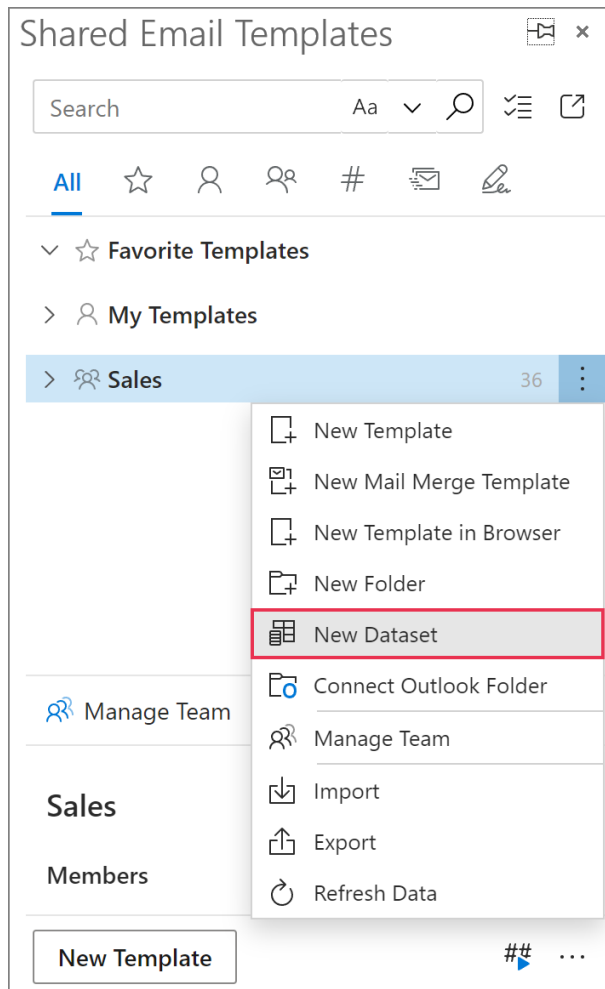 Shared Email Templates
Search Aa
All #
Favorite Templates
My Templates
Sales 36
New Template
New Mail Merge Template
New Template in Browser
New Folder
New Dataset
Connect Outlook Folder
Manage Team
Manage Team
Import
Sales
Export
Members
Refresh Data
New Template ## ...